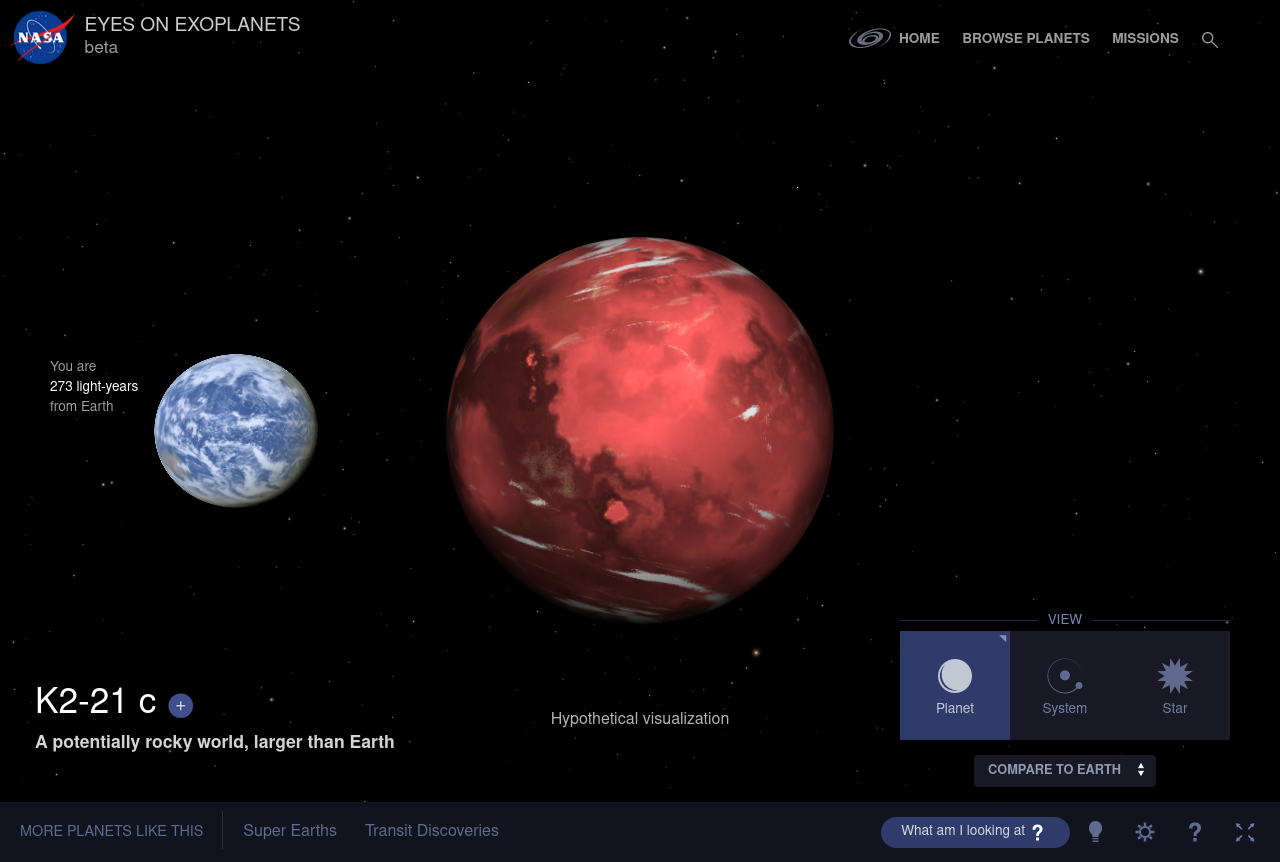 NASA
EYES ON EXOPLANETS
beta
HOME
BROWSE PLANETS
MISSIONS
You are
273 light-years
from Earth
VIEW
Planet
System
Star
K2-21 c +
A potentially rocky world, larger than Earth
Hypothetical visualization
COMPARE TO EARTH
MORE PLANETS LIKE THIS
Super Earths
Transit Discoveries
What am I looking at ?
?